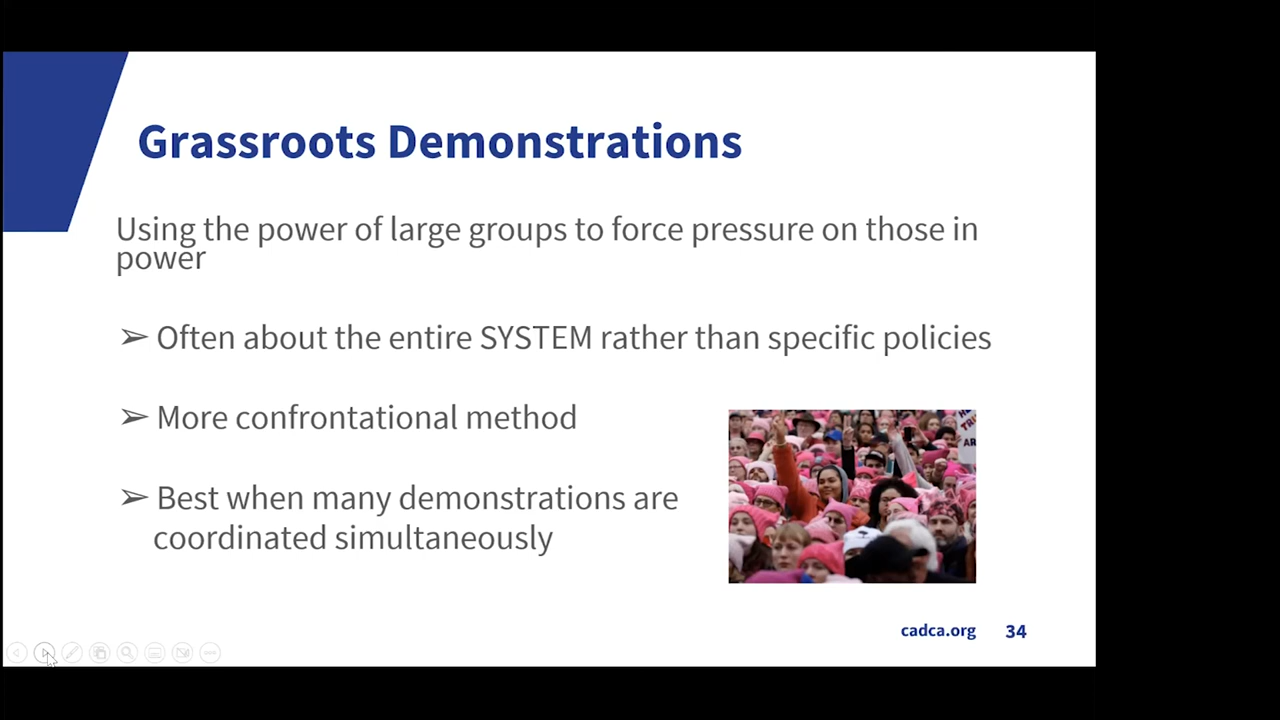 Grassroots Demonstrations
Using the power of large groups to force pressure on those in
power
➢ Often about the entire SYSTEM rather than specific policies
➢ More confrontational method
➢ Best when many demonstrations are
coordinated simultaneously
cadca.org 34